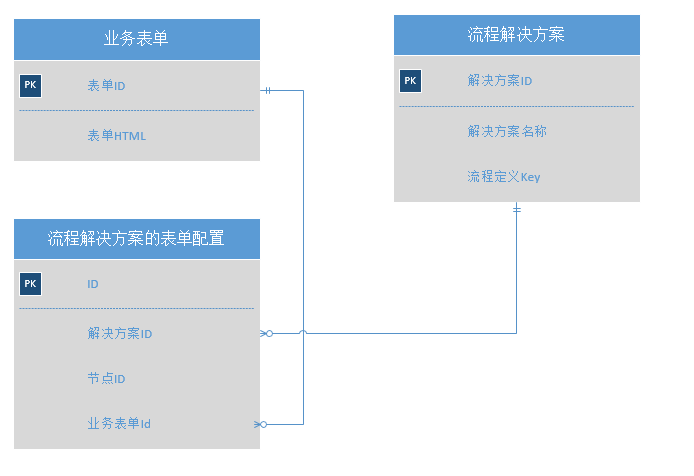 业务表单
PK
表单ID
表单HTML
流程解决方案
PK
解决方案ID
解决方案名称
流程定义Key
流程解决方案的表单配置
PK
ID
解决方案ID
节点ID
业务表单Id